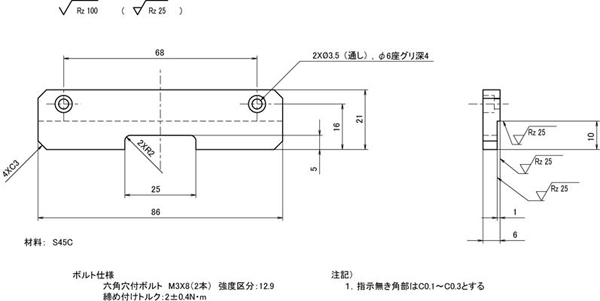 Rz 100 ( Rz 25 )
68
2XØ3.5（通し），φ6座グリ深4
16
21
2XR2
5
4XC3
25
86
Rz 25
10
Rz 25
Rz 25
1
6
材料： S45C
ボルト仕様
六角穴付ボルト M3X8(2本) 強度区分:12.9
締め付けトルク:2±0.4N・m
注記）
1. 指示無き角部はC0.1～C0.3とする